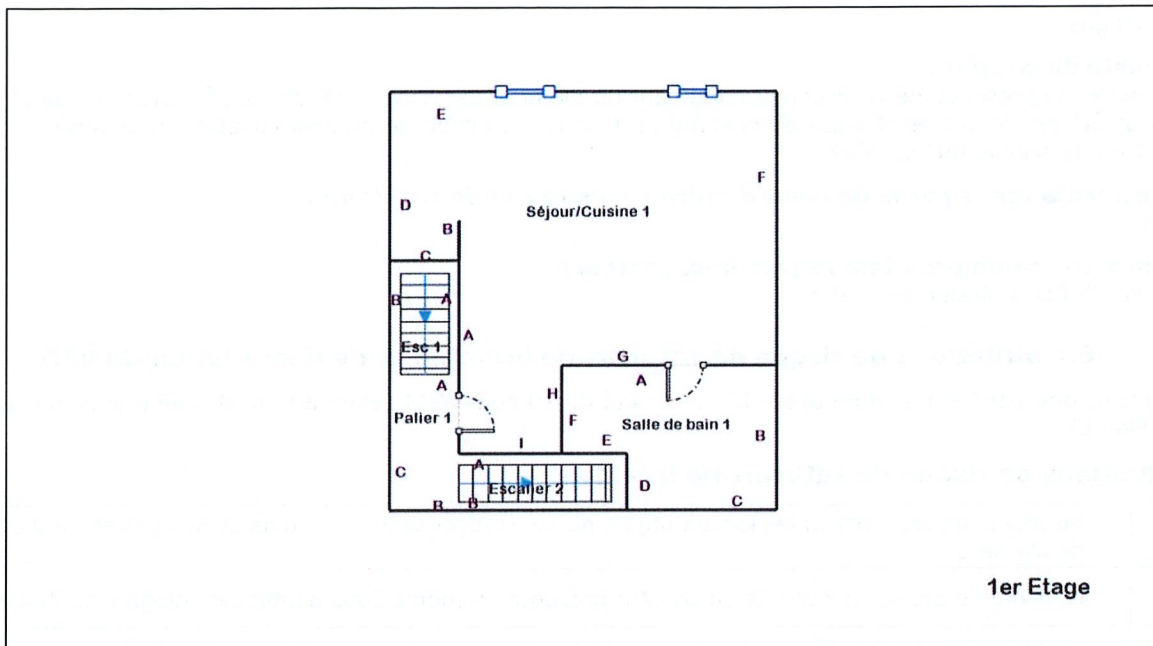 E
F
D
Séjour/Cuisine 1
B
C
B
A
A
Esc 1
G
A
A
H
Palier 1
F
Salle de bain 1
B
I
E
A
C
Escalier 2
D
B
B
C
1er Etage